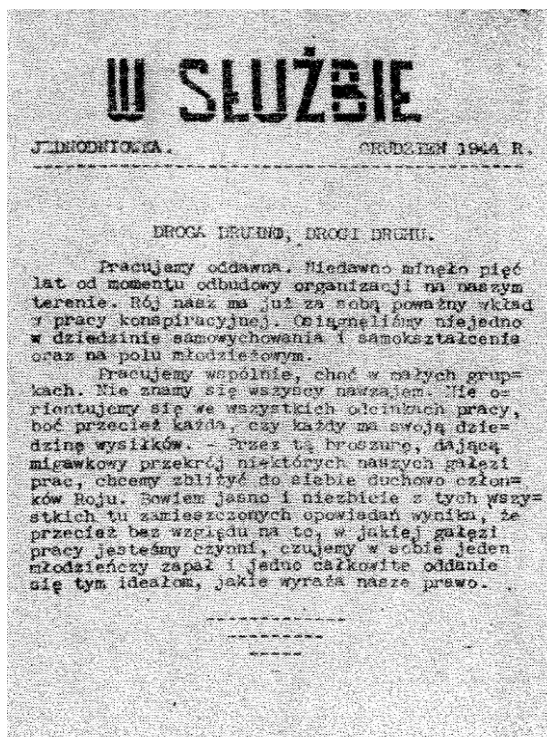 W SŁUŻBIE
JEDNODNIOWKA. GRUDZIEŃ 1944 R.
DROGA DRUHNO, DROGI DRUHU.
Pracujemy oddawna. Niedawno minęło pięć
lat od momentu odbudowy organizacji na naszym
terenie. Rój nasz ma już za sobą poważny wkład
w pracy konspiracyjnej. Osiągnęliśmy niejedno
w dziedzinie samowychowania i samokształcenia
oraz na polu młodzieżowym.
Pracujemy wspólnie, choć w małych grup=
kach. Nie znamy się wszyscy nawzajem. Nie o=
rientujemy się we wszystkich odcinkach pracy,
boć przecież każda, czy każdy ma swoją dzie=
dzinę wysiłków. - Przez tą broszurę, dającą
migawkowy przekrój niektórych naszych gałęzi
prac, chcemy zbliżyć do siebie duchowo człon=
ków Roju. Bowiem jasno i niezbicie z tych wszy=
stkich tu zamieszczonych opowiadań wynika, że
przecież bez względu na to, w jakiej gałęzi
pracy jesteśmy czynni, czujemy w sobie jeden
młodzieńczy zapał i jedno całkowite oddanie
się tym ideałom, jakie wyraża nasze prawo.